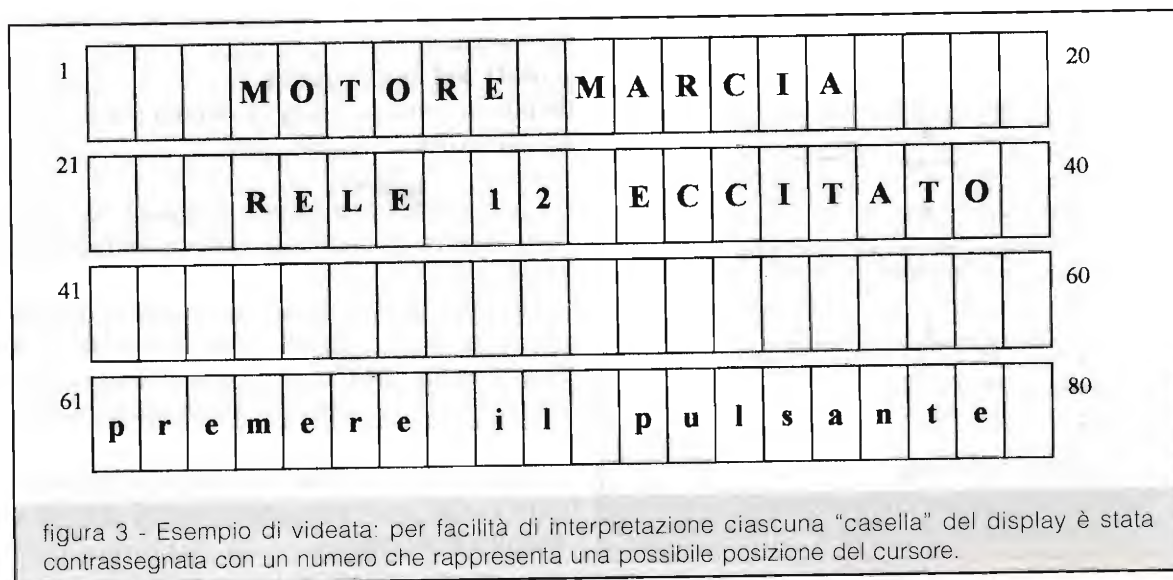 1 MOTORE MARCIA 20
21 RELE 12 ECCITATO 40
41 60
61 premere il pulsante 80
figura 3 - Esempio di videata: per facilità di interpretazione ciascuna "casella" del display è stata
contrassegnata con un numero che rappresenta una possibile posizione del cursore.